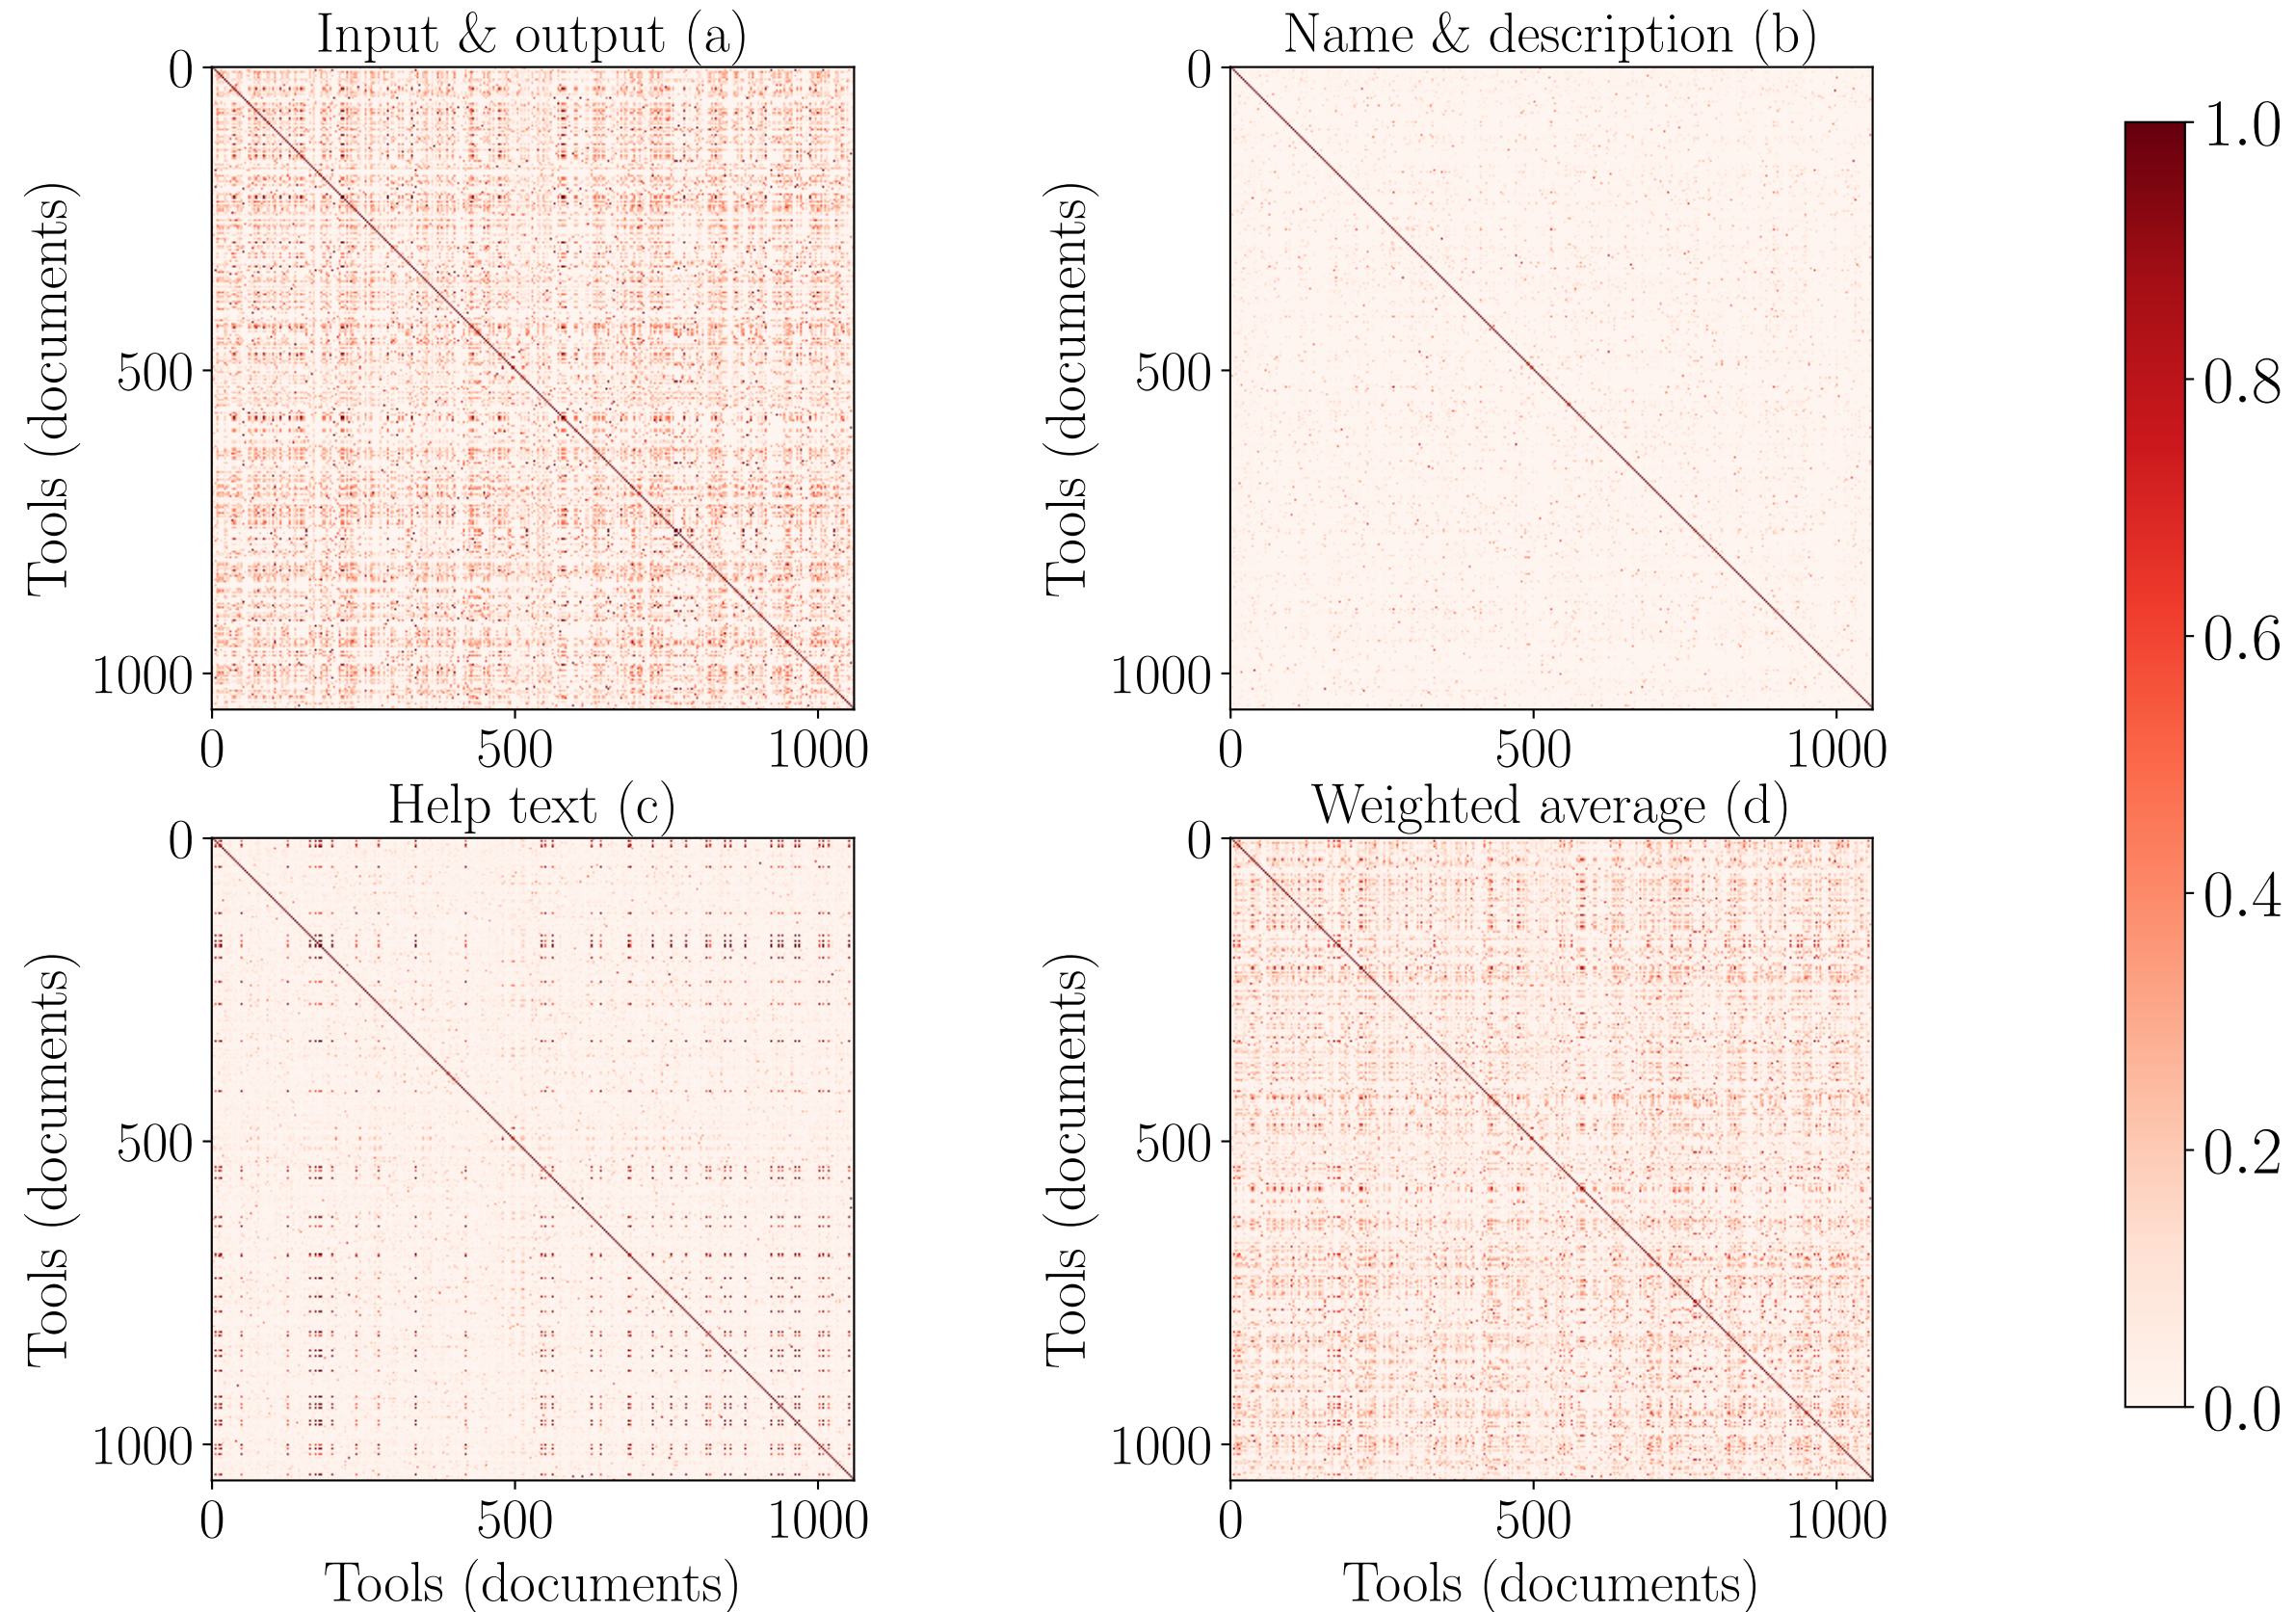 Input & output (a)
0
500
1000
Tools (documents)
0 500 1000
Name & description (b)
0
500
1000
Tools (documents)
0 500 1000
Help text (c)
0
500
1000
Tools (documents)
0 500 1000
Tools (documents)
Weighted average (d)
0
500
1000
Tools (documents)
0 500 1000
Tools (documents)
1.0
0.8
0.6
0.4
0.2
0.0